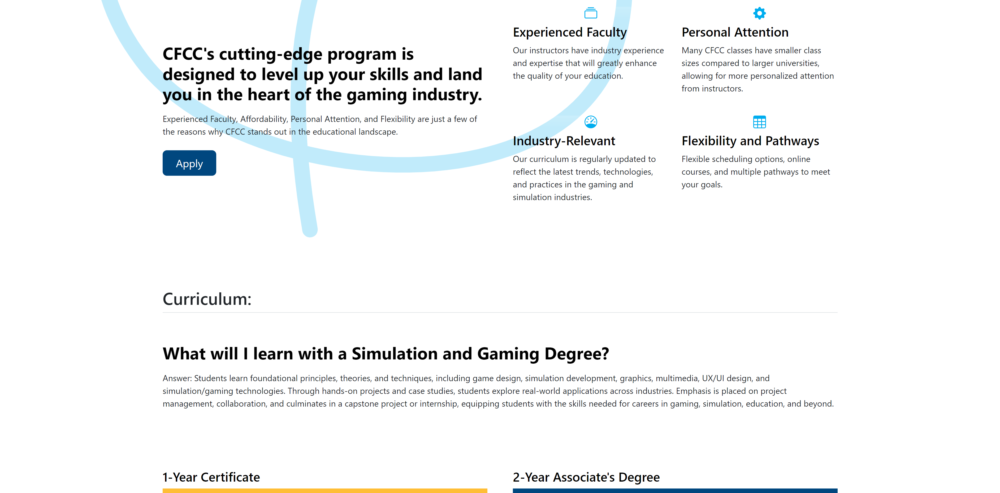 CFCC's cutting-edge program is
designed to level up your skills and land
you in the heart of the gaming industry.
Experienced Faculty, Affordability, Personal Attention, and Flexibility are just a few of
the reasons why CFCC stands out in the educational landscape.
Apply
Experienced Faculty
Our instructors have industry experience
and expertise that will greatly enhance
the quality of your education.
Personal Attention
Many CFCC classes have smaller class
sizes compared to larger universities,
allowing for more personalized attention
from instructors.
Industry-Relevant
Our curriculum is regularly updated to
reflect the latest trends, technologies,
and practices in the gaming and
simulation industries.
Flexibility and Pathways
Flexible scheduling options, online
courses, and multiple pathways to meet
your goals.
Curriculum:
What will I learn with a Simulation and Gaming Degree?
Answer: Students learn foundational principles, theories, and techniques, including game design, simulation development, graphics, multimedia, UX/UI design, and
simulation/gaming technologies. Through hands-on projects and case studies, students explore real-world applications across industries. Emphasis is placed on project
management, collaboration, and culminates in a capstone project or internship, equipping students with the skills needed for careers in gaming, simulation, education, and beyond.
1-Year Certificate
2-Year Associate's Degree